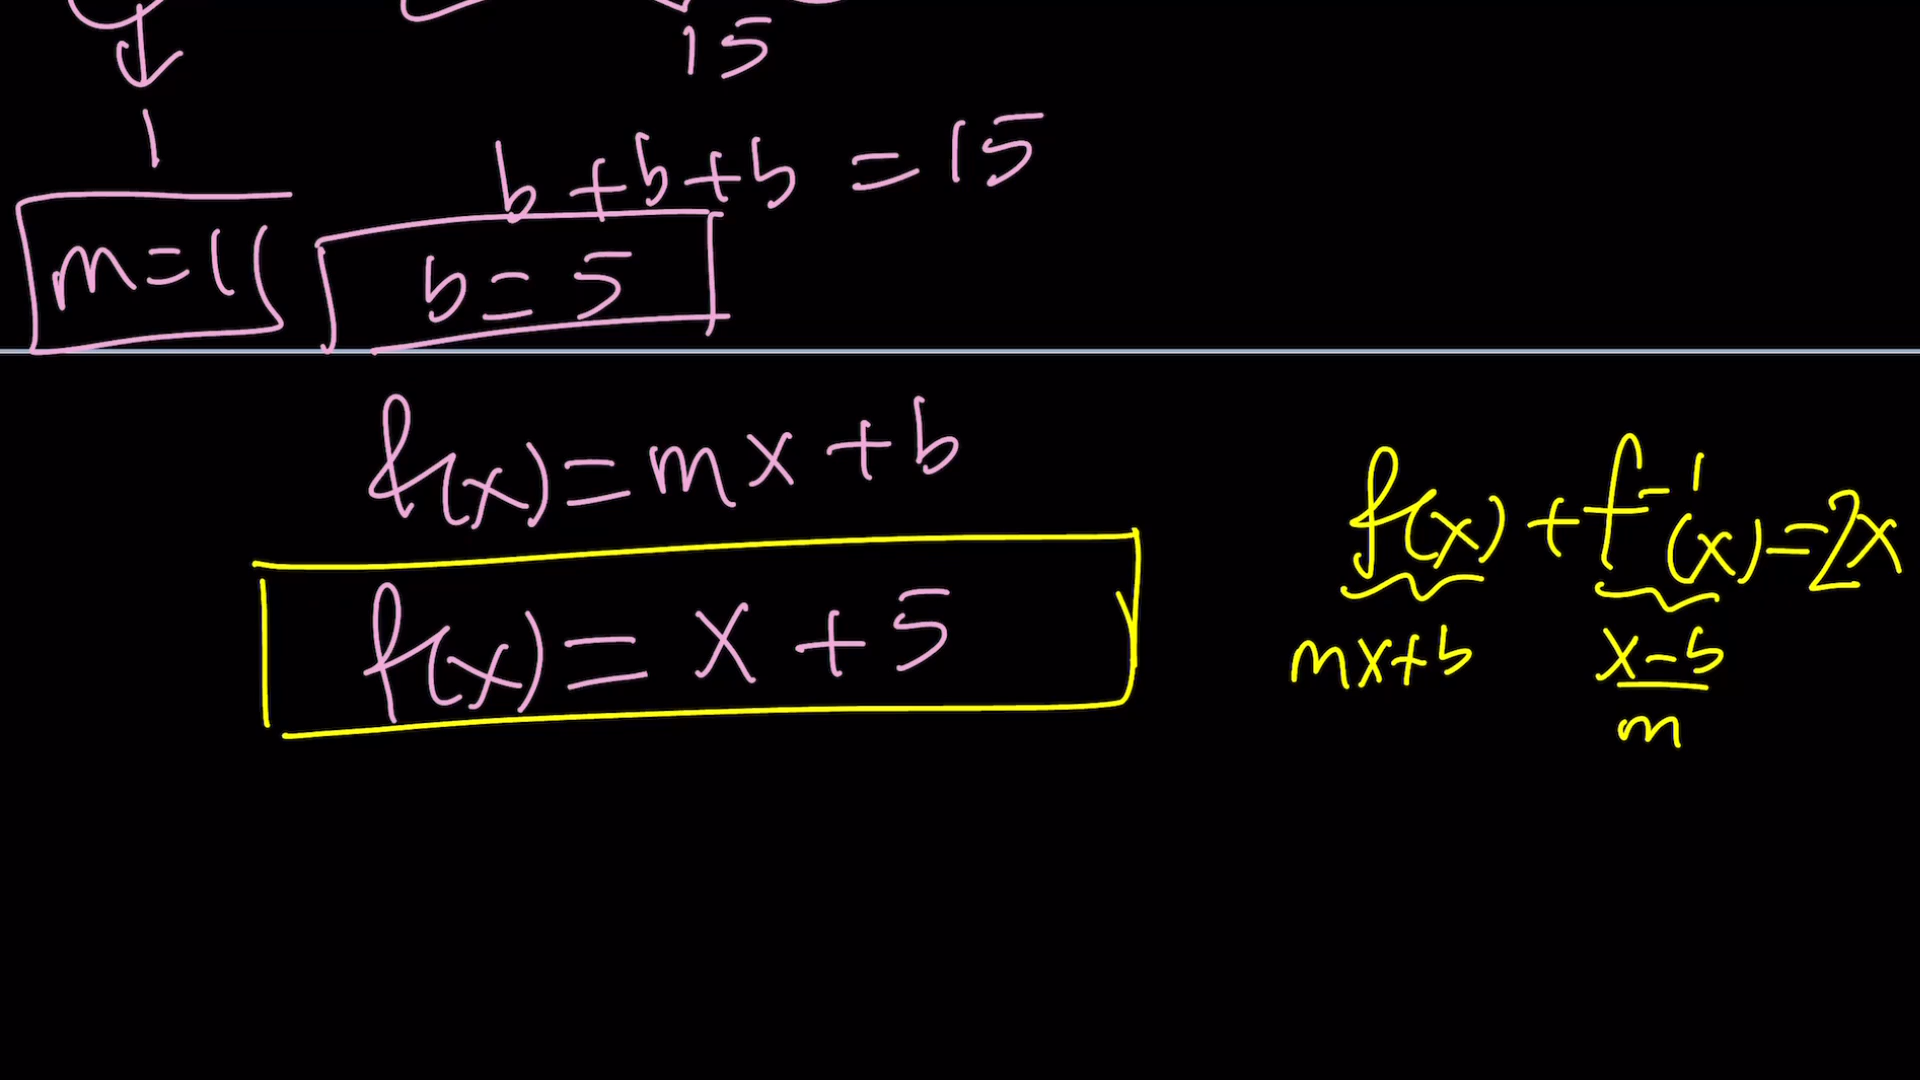 15
1
b + b + b = 15
m = 1
b = 5
f(x) = mx + b
f(x) = x + 5
f(x) + f⁻¹(x) = 2x
mx+b
x-b
m